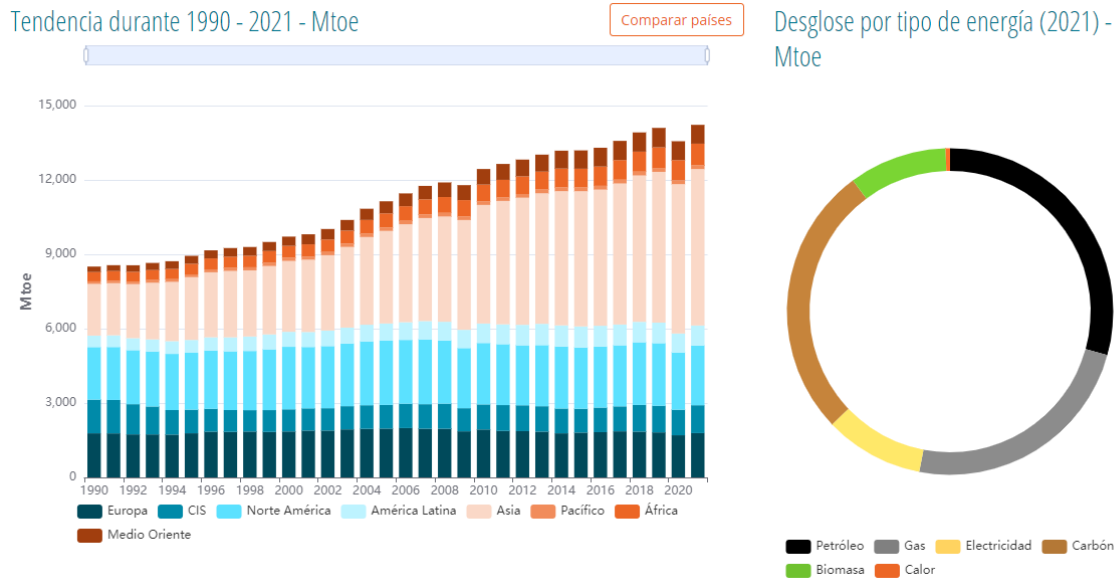 Tendencia durante 1990 - 2021 - Mtoe
Comparar países
15,000
12,000
9,000
6,000
3,000
0
Mtoe
1990 1992 1994 1996 1998 2000 2002 2004 2006 2008 2010 2012 2014 2016 2018 2020
Europa CIS Norte América América Latina Asia Pacífico África
Medio Oriente
Desglose por tipo de energía (2021) -
Mtoe
Petróleo Gas Electricidad Carbón
Biomasa Calor